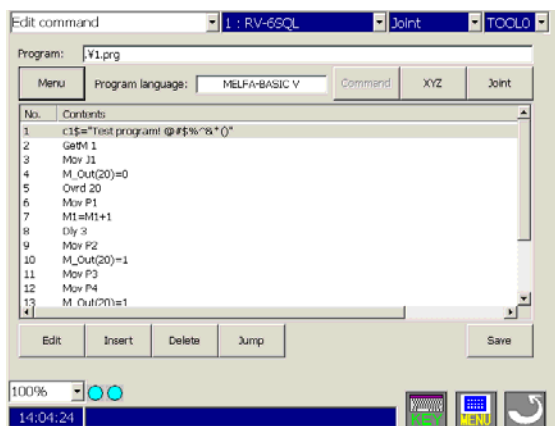 Edit command 1 : RV-6SQL Joint TOOL0
Program: .¥1.prg
Menu Program language: MELFA-BASIC V Command XYZ Joint
No. Contents
1 c1$="Test program! @#$%^&*()"
2 GetM 1
3 Mov J1
4 M_Out(20)=0
5 Ovrd 20
6 Mov P1
7 M1=M1+1
8 Dly 3
9 Mov P2
10 M_Out(20)=1
11 Mov P3
12 Mov P4
13 M_Out(20)=1
Edit Insert Delete Jump Save
100%
14:04:24 KEY MENU